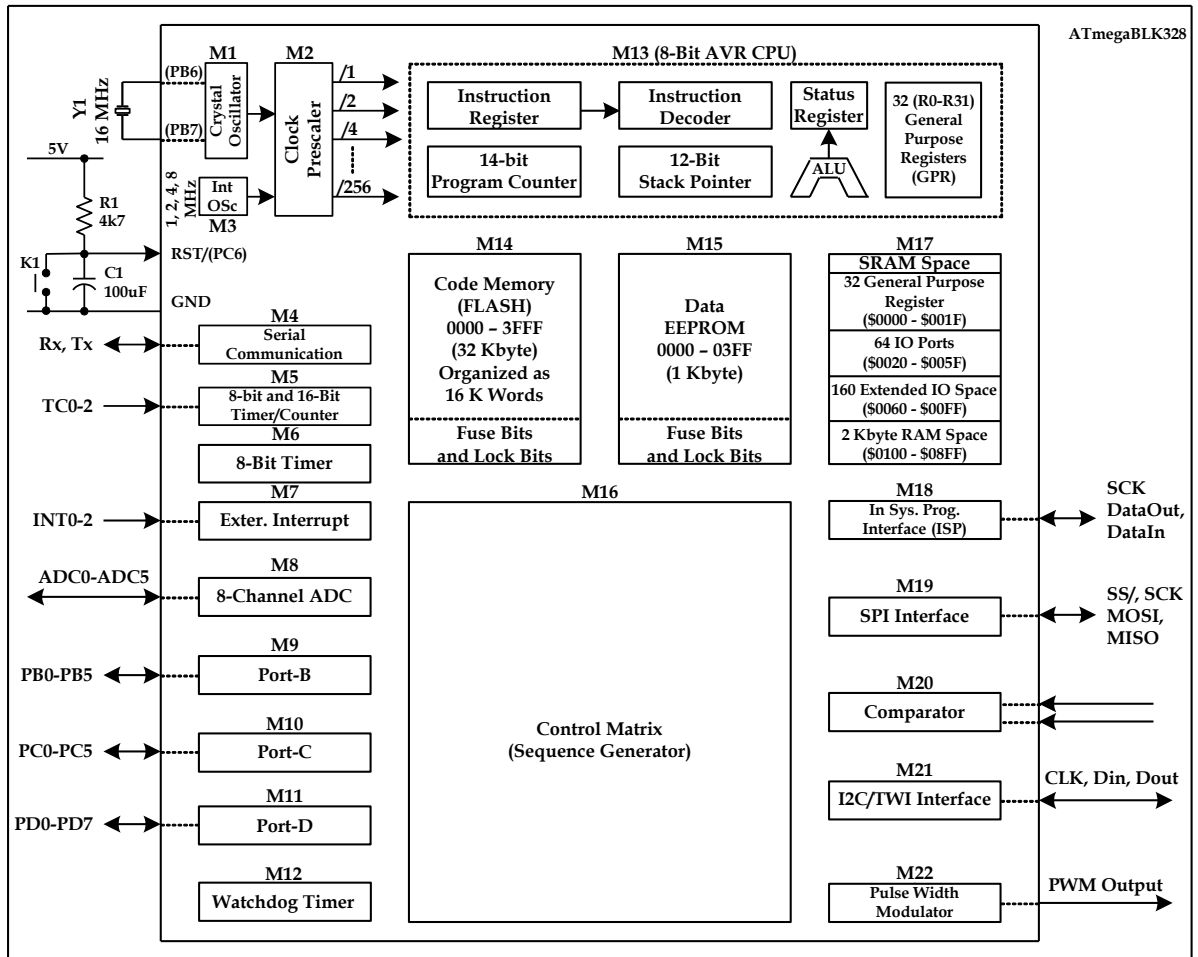 ATmegaBLK328
M1
M2
M13 (8-Bit AVR CPU)
(PB6)
(PB7)
Y1
16 MHz
Crystal
Oscillator
Clock
Prescaler
/1
/2
/4
/256
Instruction
Register
Instruction
Decoder
Status
Register
32 (R0-R31)
General
Purpose
Registers
(GPR)
14-bit
Program Counter
12-Bit
Stack Pointer
ALU
5V
1, 2, 4, 8
MHz
Int
OSc
M3
R1
4k7
RST/(PC6)
K1
C1
100uF
GND
M14
Code Memory
(FLASH)
0000 – 3FFF
(32 Kbyte)
Organized as
16 K Words
Fuse Bits
and Lock Bits
M15
Data
EEPROM
0000 – 03FF
(1 Kbyte)
Fuse Bits
and Lock Bits
M17
SRAM Space
32 General Purpose
Register
($0000 - $001F)
64 IO Ports
($0020 - $005F)
160 Extended IO Space
($0060 - $00FF)
2 Kbyte RAM Space
($0100 - $08FF)
M4
Rx, Tx
Serial
Communication
M5
TC0-2
8-bit and 16-Bit
Timer/Counter
M6
8-Bit Timer
M7
INT0-2
Exter. Interrupt
M8
ADC0-ADC5
8-Channel ADC
M9
PB0-PB5
Port-B
M10
PC0-PC5
Port-C
M11
PD0-PD7
Port-D
M12
Watchdog Timer
M16
Control Matrix
(Sequence Generator)
M18
In Sys. Prog.
Interface (ISP)
SCK
DataOut,
DataIn
M19
SPI Interface
SS/, SCK
MOSI,
MISO
M20
Comparator
M21
I2C/TWI Interface
CLK, Din, Dout
M22
Pulse Width
Modulator
PWM Output